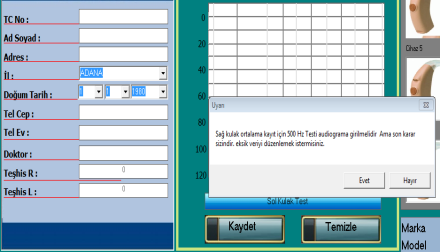 TC No :
Ad Soyad :
Adres :
İl :
ADANA
Doğum Tarih :
1
1
1980
Tel Cep :
Tel Ev :
Doktor :
Teşhis R :
0
Teşhis L :
0
0
20
40
60
80
100
120
Uyarı
Sağ kulak ortalama kayıt için 500 Hz Testi audiograma girilmelidir Ama son karar
sizindir. eksik veriyi düzenlemek istermisiniz.
Evet
Hayır
Sol Kulek Test
Kaydet
Temizle
Cihaz 5
Marka
Model